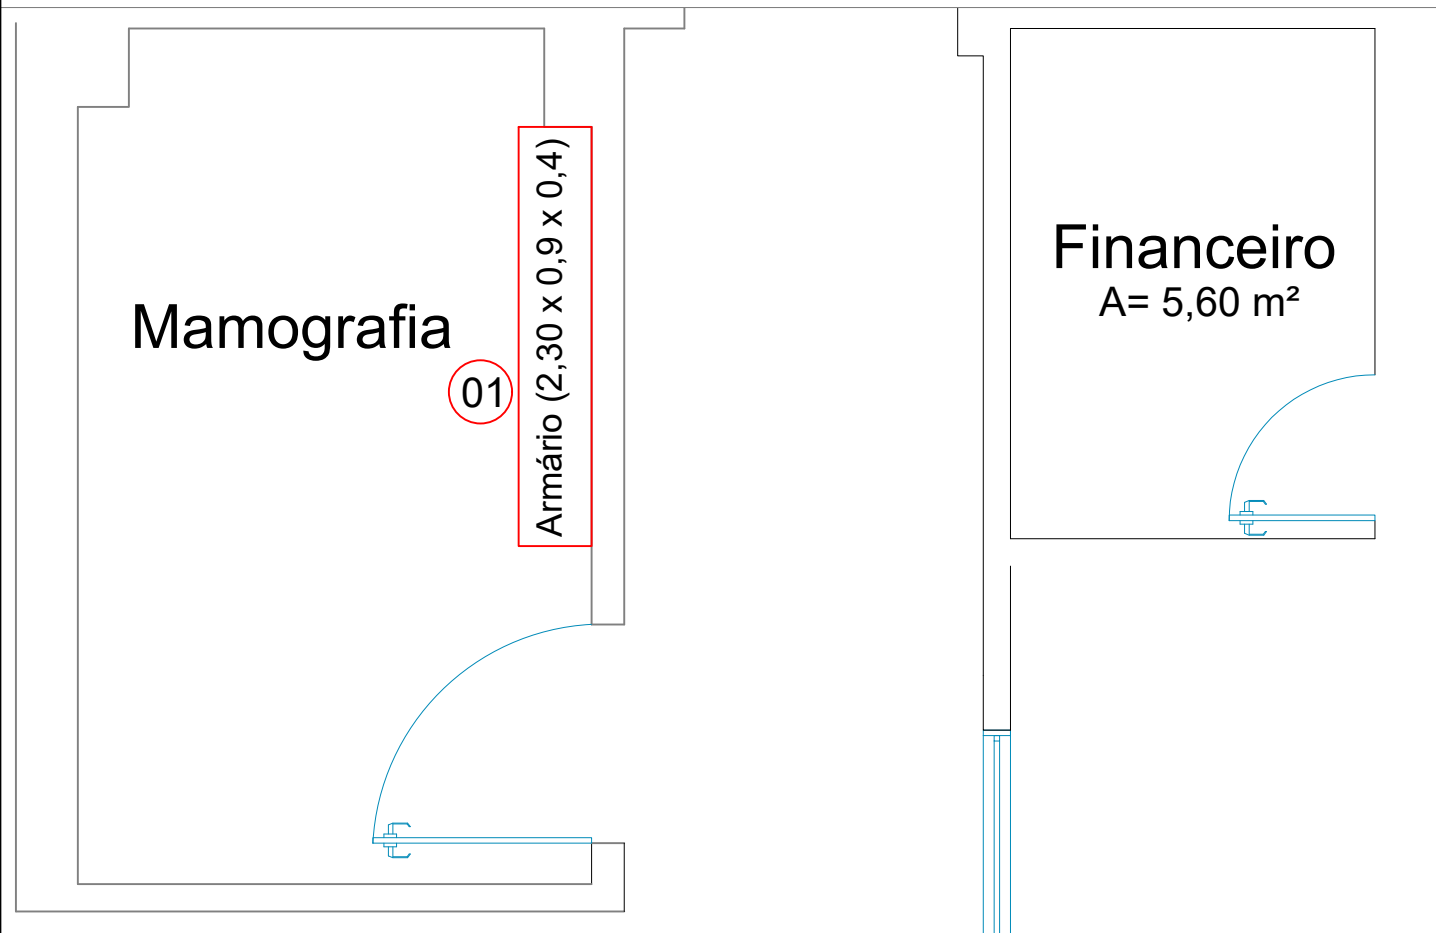 Mamografia
01
Armário (2,30 x 0,9 x 0,4)
Financeiro
A= 5,60 m²